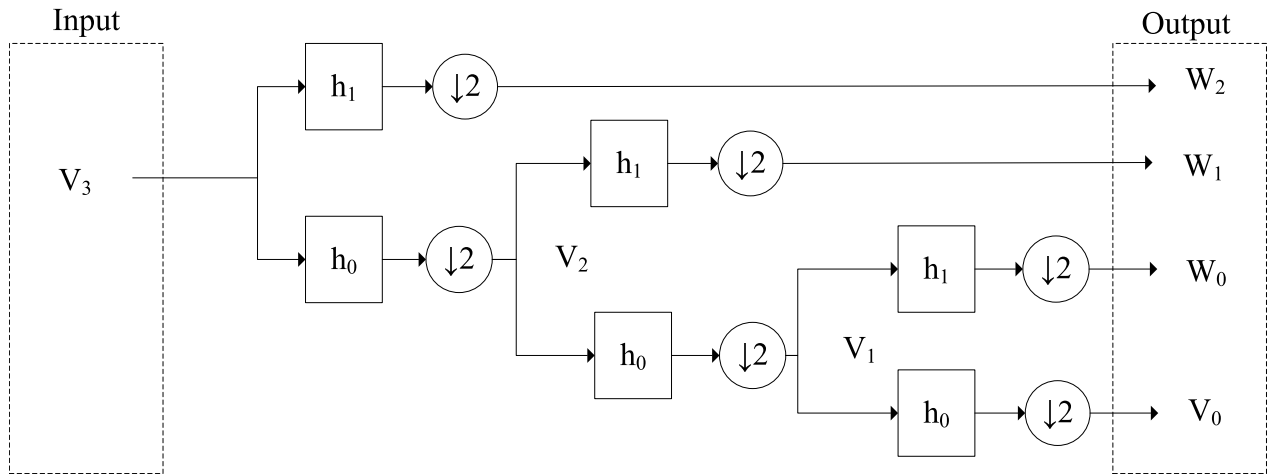 Input
Output
h₁
↓2
W₂
V₃
h₁
↓2
W₁
h₀
↓2
V₂
h₁
↓2
W₀
h₀
↓2
V₁
h₀
↓2
V₀